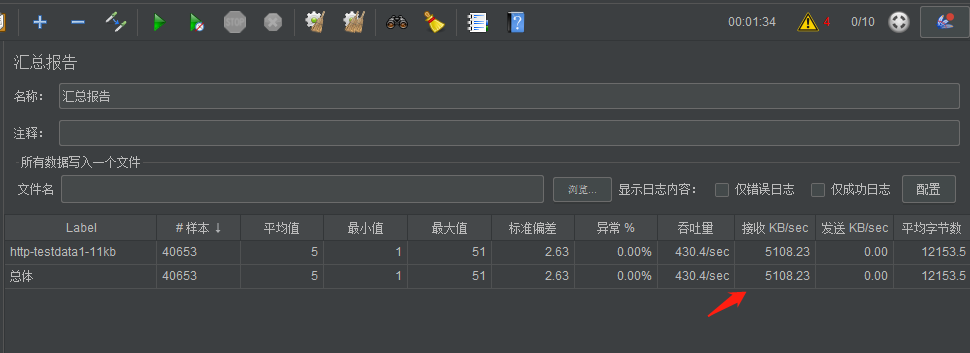 00:01:34 4 0/10
汇总报告
名称： 汇总报告
注释：
所有数据写入一个文件
文件名 浏览... 显示日志内容： 仅错误日志 仅成功日志 配置
Label # 样本 ↓ 平均值 最小值 最大值 标准偏差 异常 % 吞吐量 接收 KB/sec 发送 KB/sec 平均字节数
http-testdata1-11kb 40653 5 1 51 2.63 0.00% 430.4/sec 5108.23 0.00 12153.5
总体 40653 5 1 51 2.63 0.00% 430.4/sec 5108.23 0.00 12153.5